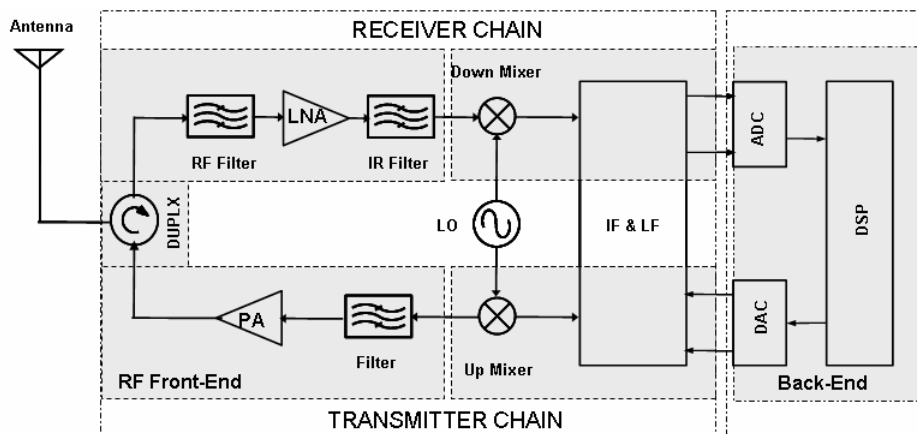 Antenna
RECEIVER CHAIN
Down Mixer
LNA
RF Filter
IR Filter
ADC
DUPLX
LO
IF & LF
DSP
PA
DAC
Filter
Up Mixer
RF Front-End
Back-End
TRANSMITTER CHAIN